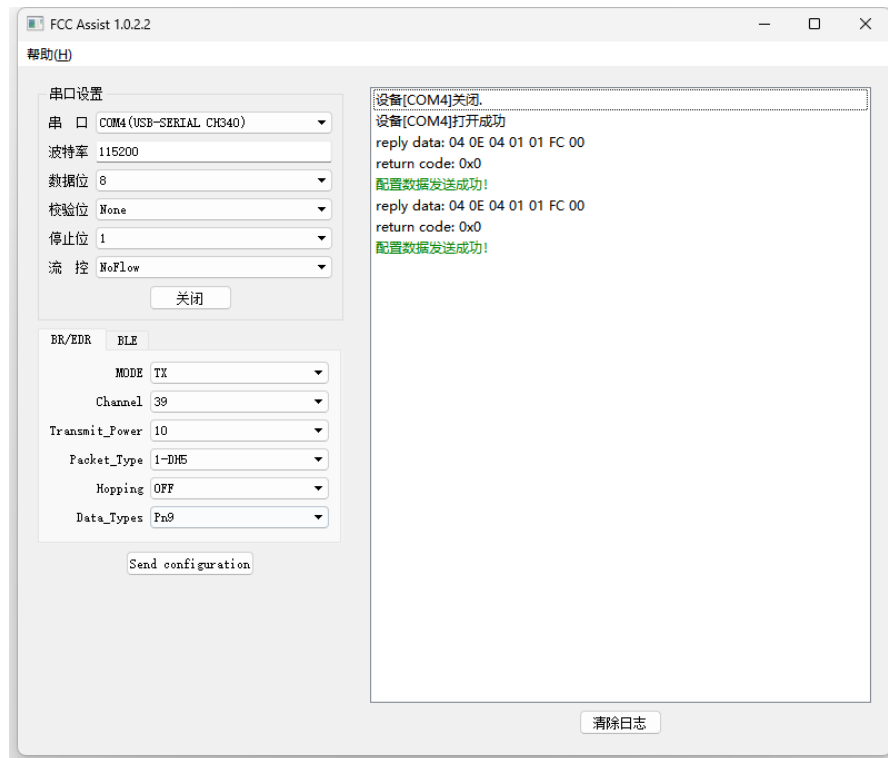 FCC Assist 1.0.2.2
帮助(H)
串口设置
串 口 COM4(USB-SERIAL CH340)
波特率 115200
数据位 8
校验位 None
停止位 1
流 控 NoFlow
关闭
BR/EDR BLE
MODE TX
Channel 39
Transmit_Power 10
Packet_Type 1-DH5
Hopping OFF
Data_Types Pn9
Send configuration
设备[COM4]关闭.
设备[COM4]打开成功
reply data: 04 0E 04 01 01 FC 00
return code: 0x0
配置数据发送成功!
reply data: 04 0E 04 01 01 FC 00
return code: 0x0
配置数据发送成功!
清除日志